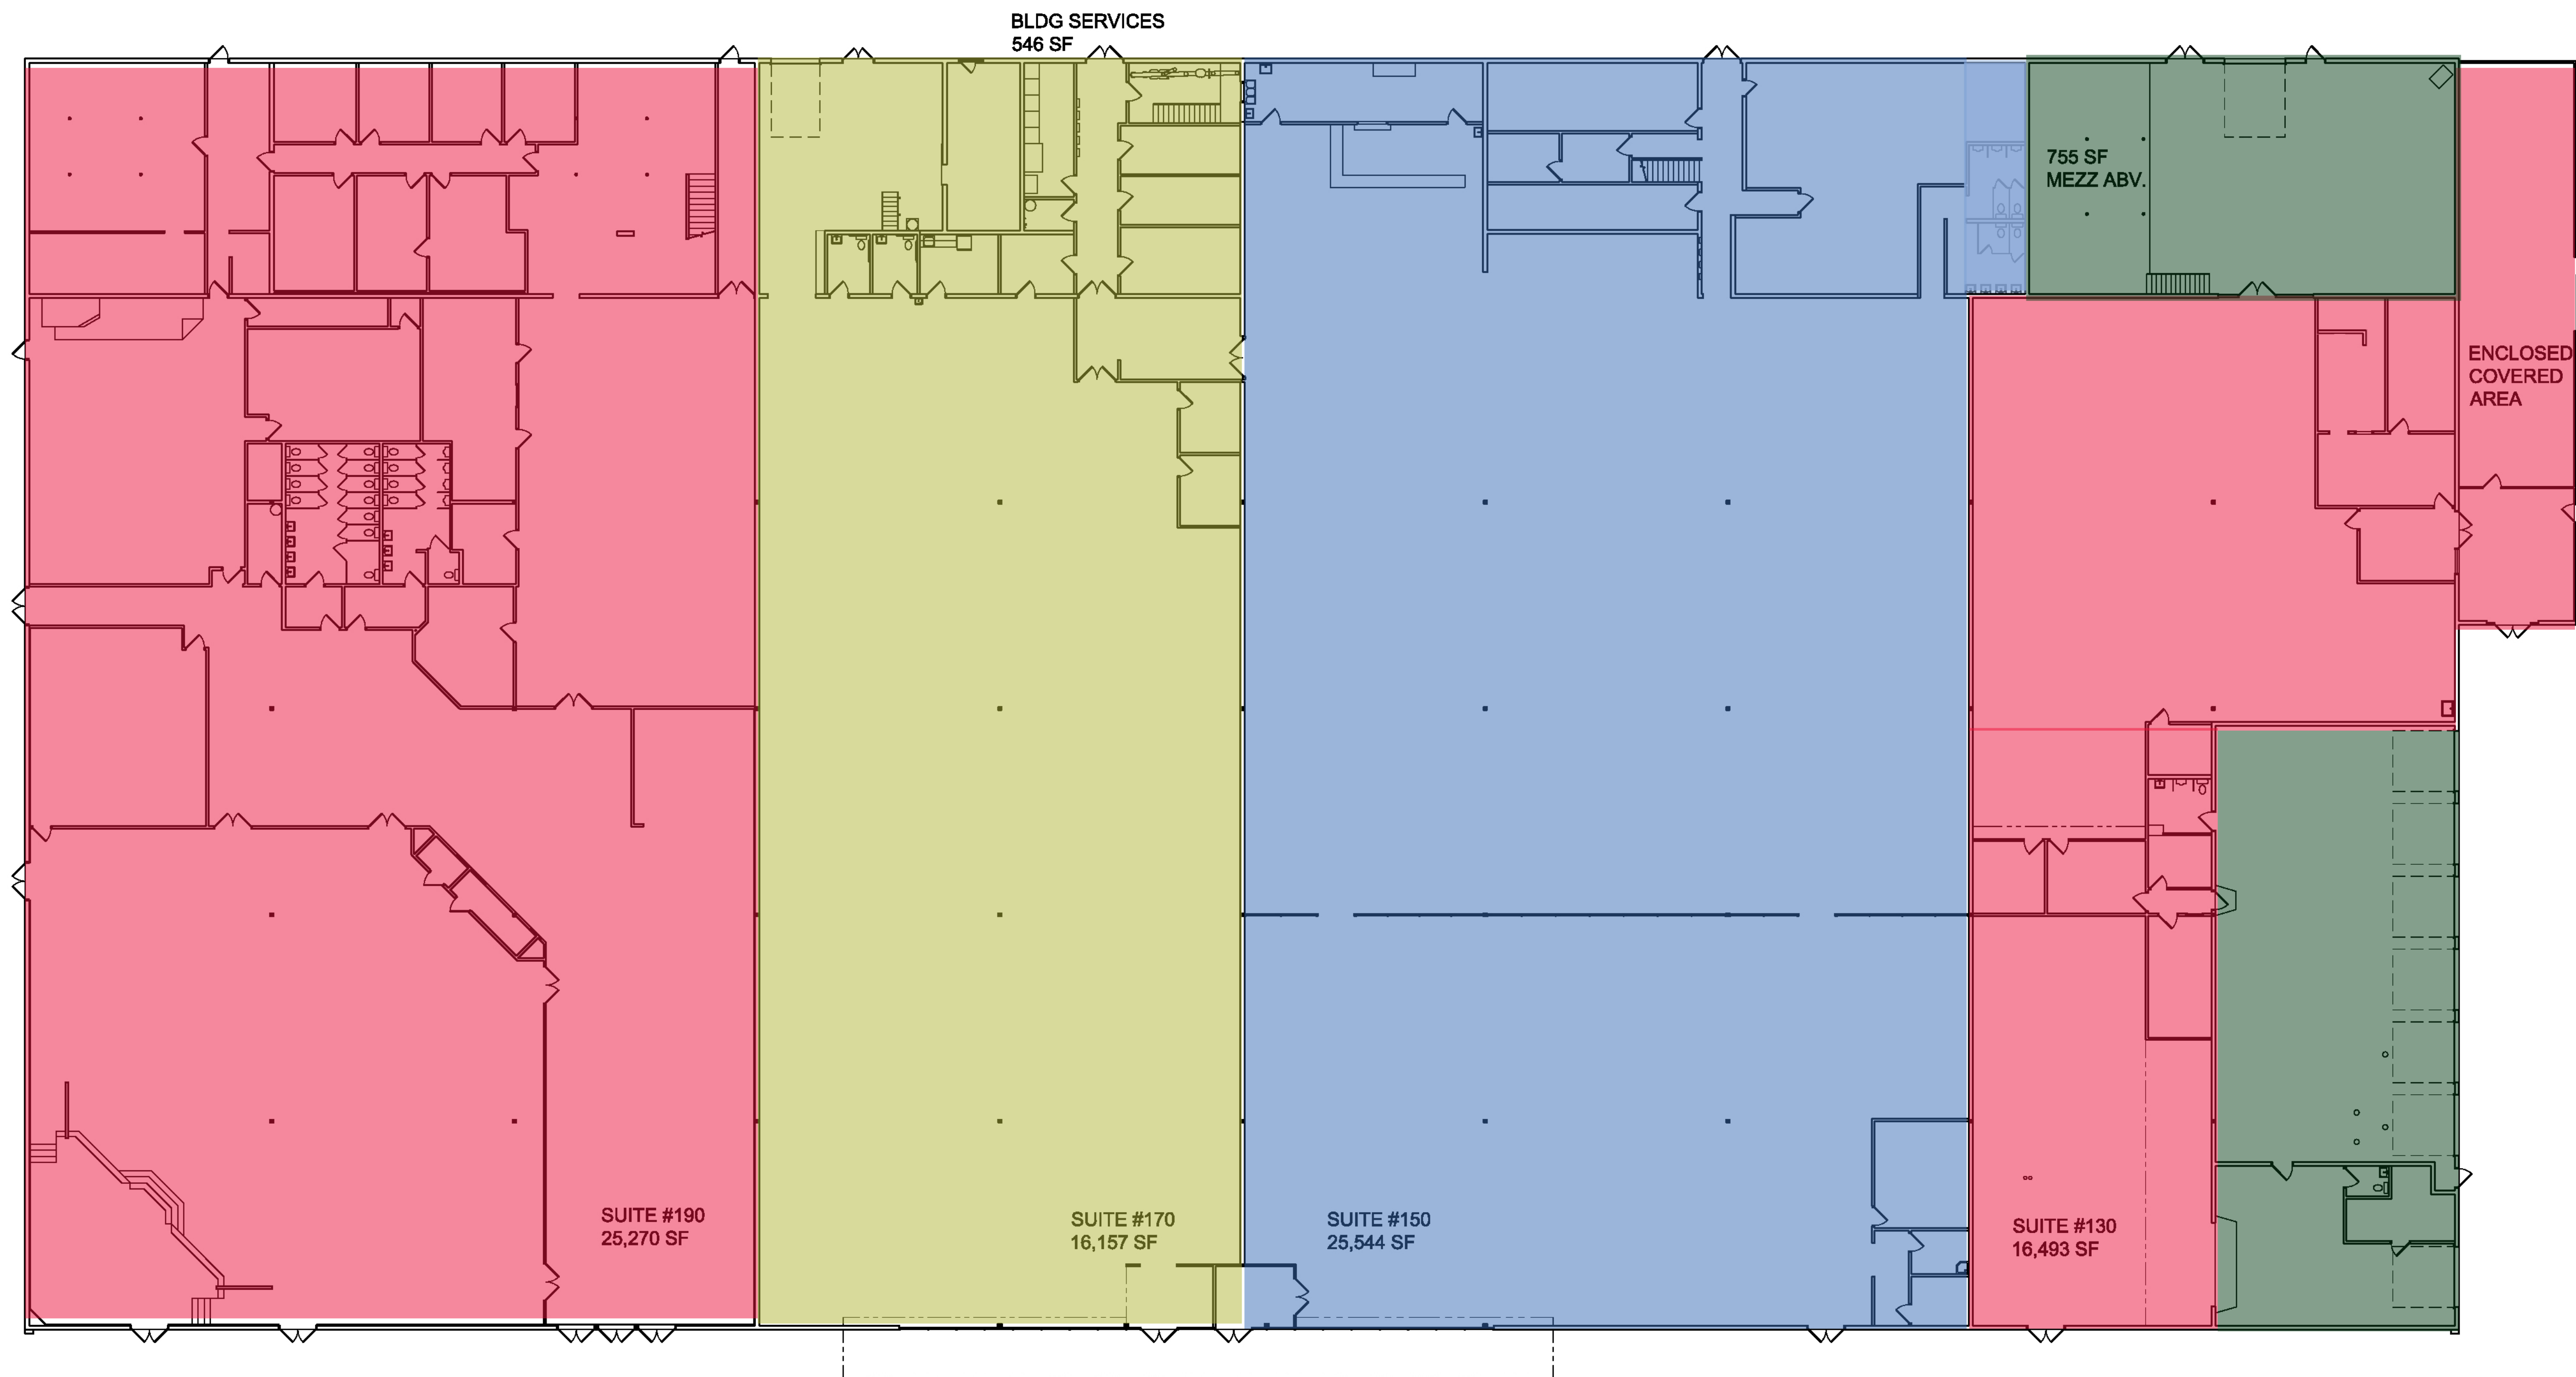 BLDG SERVICES
546 SF
755 SF
MEZZ ABV.
ENCLOSED
COVERED
AREA
SUITE #190
25,270 SF
SUITE #170
16,157 SF
SUITE #150
25,544 SF
SUITE #130
16,493 SF